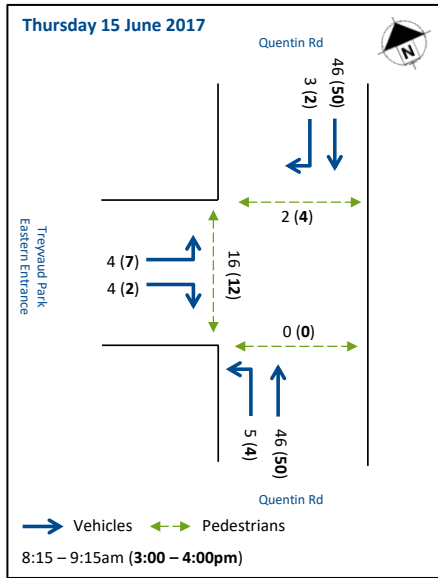 Thursday 15 June 2017
Quentin Rd
N
46 (50)
3 (2)
2 (4)
Treyvaud Park
Eastern Entrance
4 (7)
4 (2)
16 (12)
0 (0)
5 (4)
46 (50)
Quentin Rd
Vehicles
Pedestrians
8:15 – 9:15am (3:00 – 4:00pm)